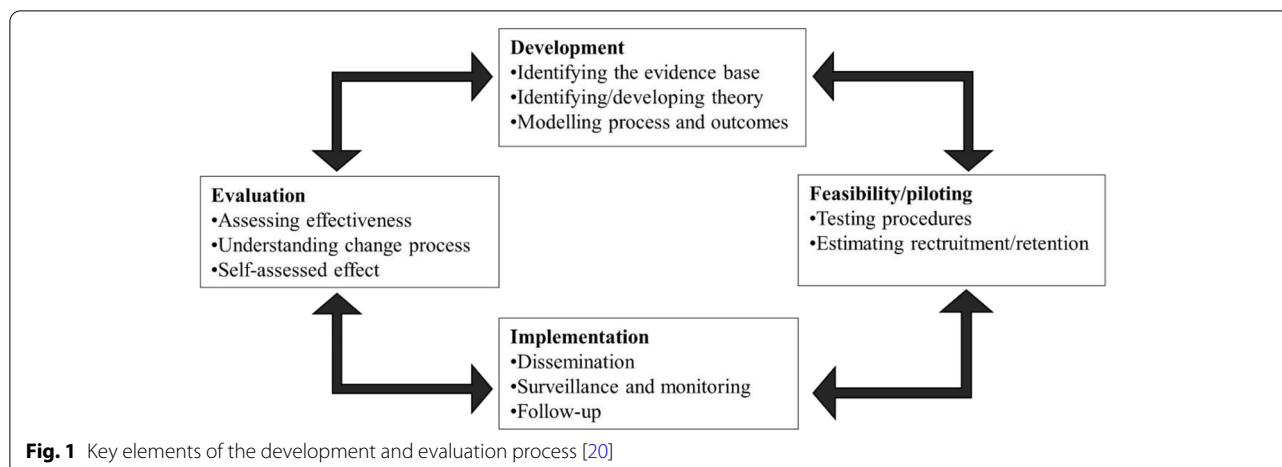 Development
•Identifying the evidence base
•Identifying/developing theory
•Modelling process and outcomes
Evaluation
•Assessing effectiveness
•Understanding change process
•Self-assessed effect
Feasibility/piloting
•Testing procedures
•Estimating rectruitment/retention
Implementation
•Dissemination
•Surveillance and monitoring
•Follow-up
Fig. 1 Key elements of the development and evaluation process [20]